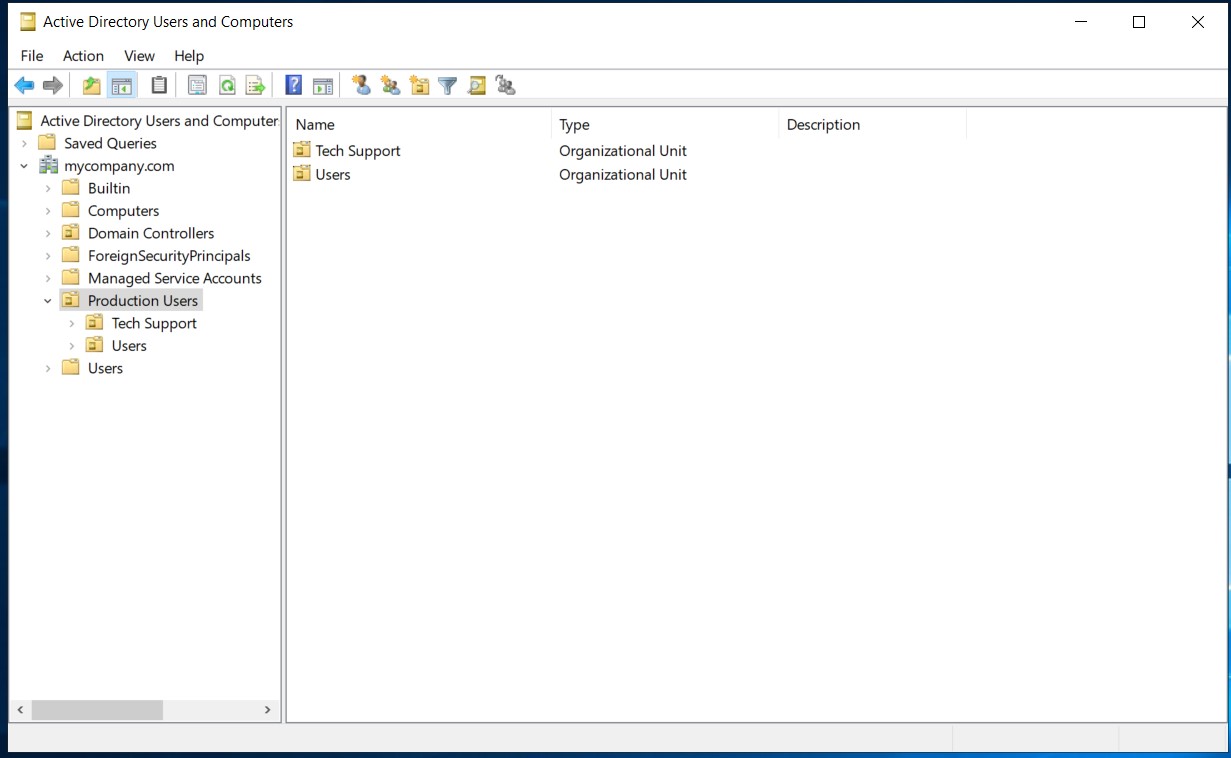 Active Directory Users and Computers
File Action View Help
Active Directory Users and Computer
Saved Queries
mycompany.com
Builtin
Computers
Domain Controllers
ForeignSecurityPrincipals
Managed Service Accounts
Production Users
Tech Support
Users
Users
Name Type Description
Tech Support Organizational Unit
Users Organizational Unit